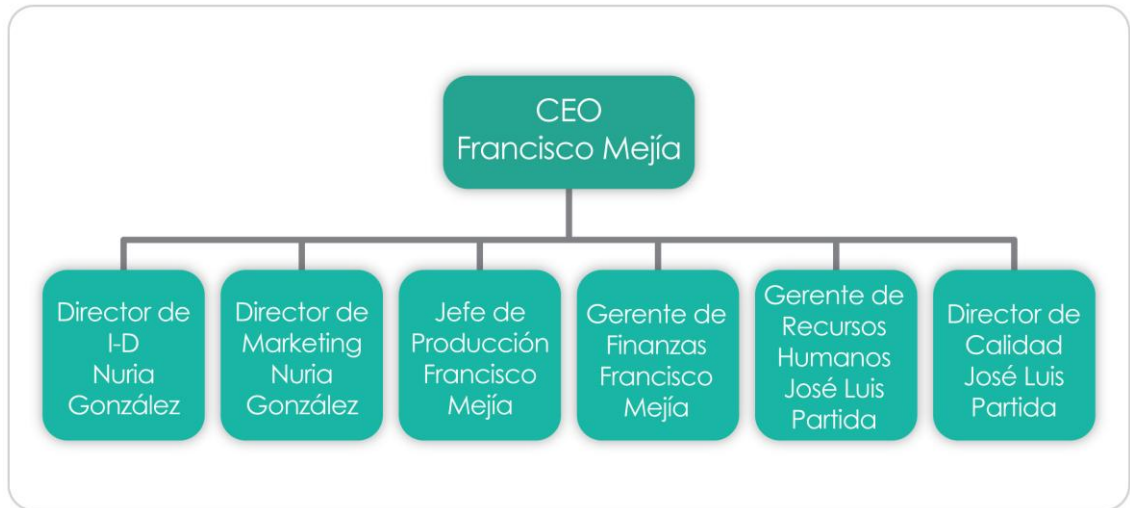 CEO
Francisco Mejía
Director de
I-D
Nuria
González
Director de
Marketing
Nuria
González
Jefe de
Producción
Francisco
Mejía
Gerente de
Finanzas
Francisco
Mejía
Gerente de
Recursos
Humanos
José Luis
Partida
Director de
Calidad
José Luis
Partida